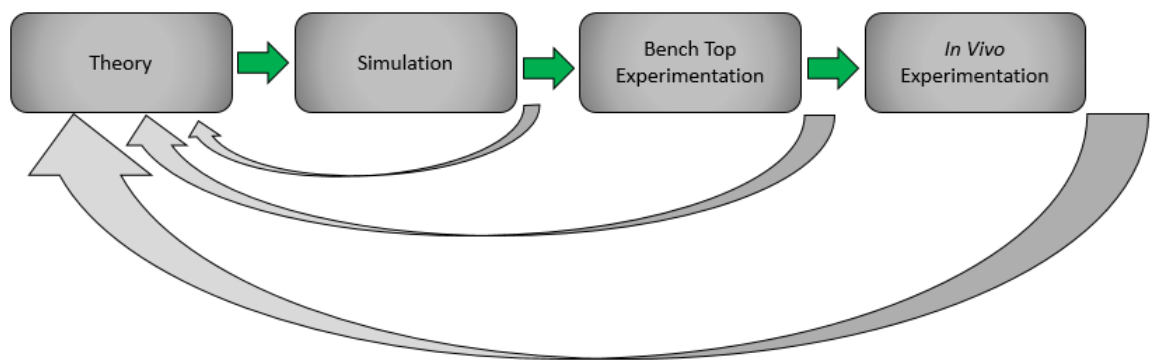 Theory
Simulation
Bench Top
Experimentation
In Vivo
Experimentation